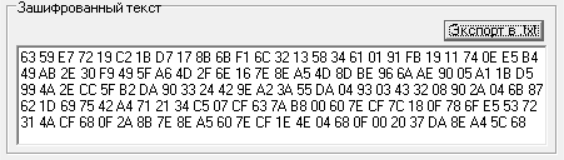 Зашифрованный текст
Экспорт в .txt
63 59 E7 72 19 C2 1B D7 17 8B 6B F1 6C 32 13 58 34 61 01 91 FB 19 11 74 0E E5 B4
49 AB 2E 30 F9 49 5F A6 4D 2F 6E 16 7E 8E A5 4D 8D BE 96 6A AE 90 05 A1 1B D5
99 4A 2E CC 5F B2 DA 90 33 24 42 9E A2 3A 55 DA 04 93 03 43 32 08 90 2A 04 6B 87
62 1D 69 75 42 A4 71 21 34 C5 07 CF 63 7A B8 00 60 7E CF 7C 18 0F 78 6F E5 53 72
31 4A CF 68 0F 2A 8B 7E 8E A5 60 7E CF 1E 4E 04 68 0F 00 20 37 DA 8E A4 5C 68